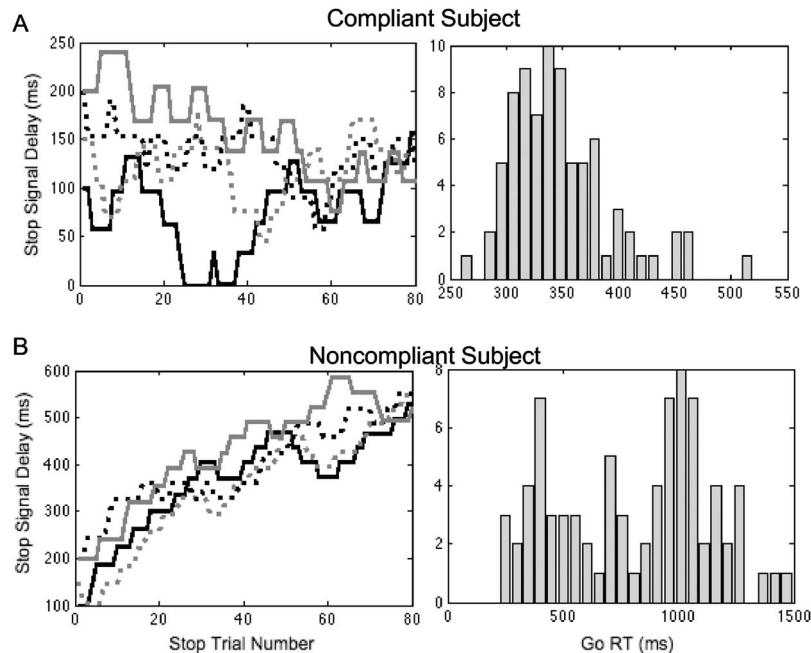 A
Compliant Subject
Stop Signal Delay (ms)
250
200
150
100
50
0
0 20 40 60 80
10
8
6
4
2
0
250 300 350 400 450 500 550
B
Noncompliant Subject
Stop Signal Delay (ms)
600
500
400
300
200
100
0 20 40 60 80
Stop Trial Number
8
6
4
2
0
0 500 1000 1500
Go RT (ms)